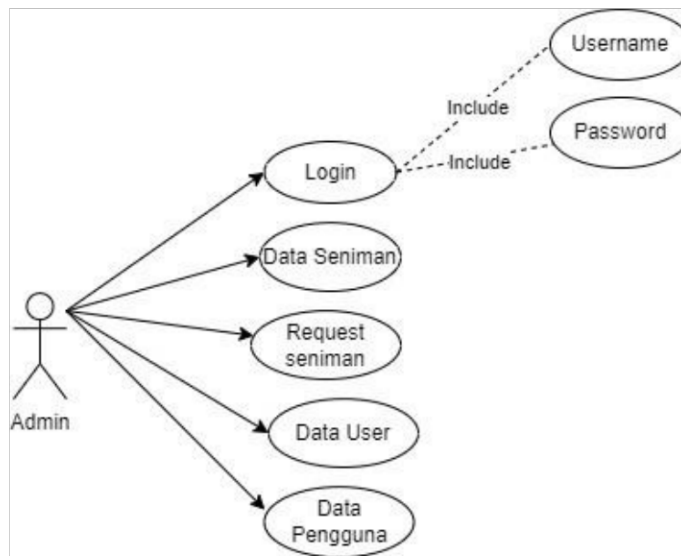 Username
Include
Password
Include
Login
Data Seniman
Request
seniman
Admin
Data User
Data
Pengguna